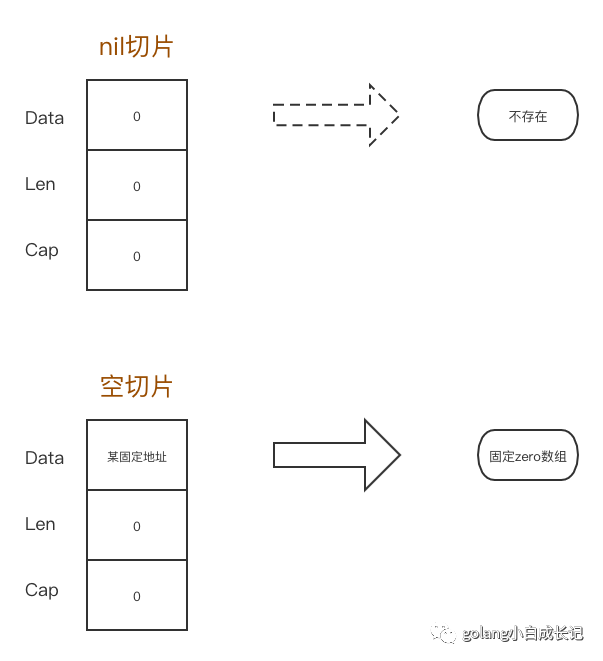 nil切片
Data
0
不存在
Len
0
Cap
0
空切片
Data
某固定地址
固定zero数组
Len
0
Cap
0
golang小白成长记